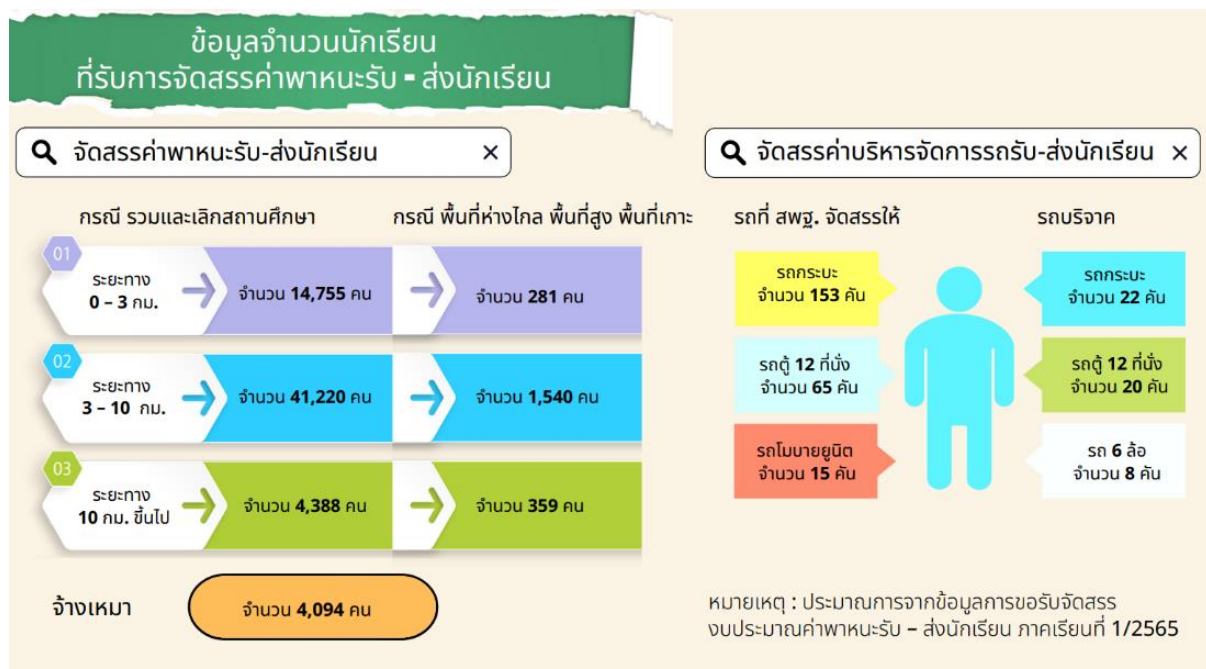 ข้อมูลจำนวนนักเรียน
ที่รับการจัดสรรค่าพาหนะรับ - ส่งนักเรียน
จัดสรรค่าพาหนะรับ-ส่งนักเรียน ×
กรณี รวมและเลิกสถานศึกษา
กรณี พื้นที่ห่างไกล พื้นที่สูง พื้นที่เกาะ
01
ระยะทาง
0 – 3 กม.
จำนวน 14,755 คน
จำนวน 281 คน
02
ระยะทาง
3 – 10 กม.
จำนวน 41,220 คน
จำนวน 1,540 คน
03
ระยะทาง
10 กม. ขึ้นไป
จำนวน 4,388 คน
จำนวน 359 คน
จ้างเหมา
จำนวน 4,094 คน
จัดสรรค่าบริหารจัดการรถรับ-ส่งนักเรียน ×
รถที่ สพฐ. จัดสรรให้
รถบริจาค
รถกระบะ
จำนวน 153 คัน
รถกระบะ
จำนวน 22 คัน
รถตู้ 12 ที่นั่ง
จำนวน 65 คัน
รถตู้ 12 ที่นั่ง
จำนวน 20 คัน
รถโมบายยูนิต
จำนวน 15 คัน
รถ 6 ล้อ
จำนวน 8 คัน
หมายเหตุ : ประมาณการจากข้อมูลการขอรับจัดสรร
งบประมาณค่าพาหนะรับ – ส่งนักเรียน ภาคเรียนที่ 1/2565